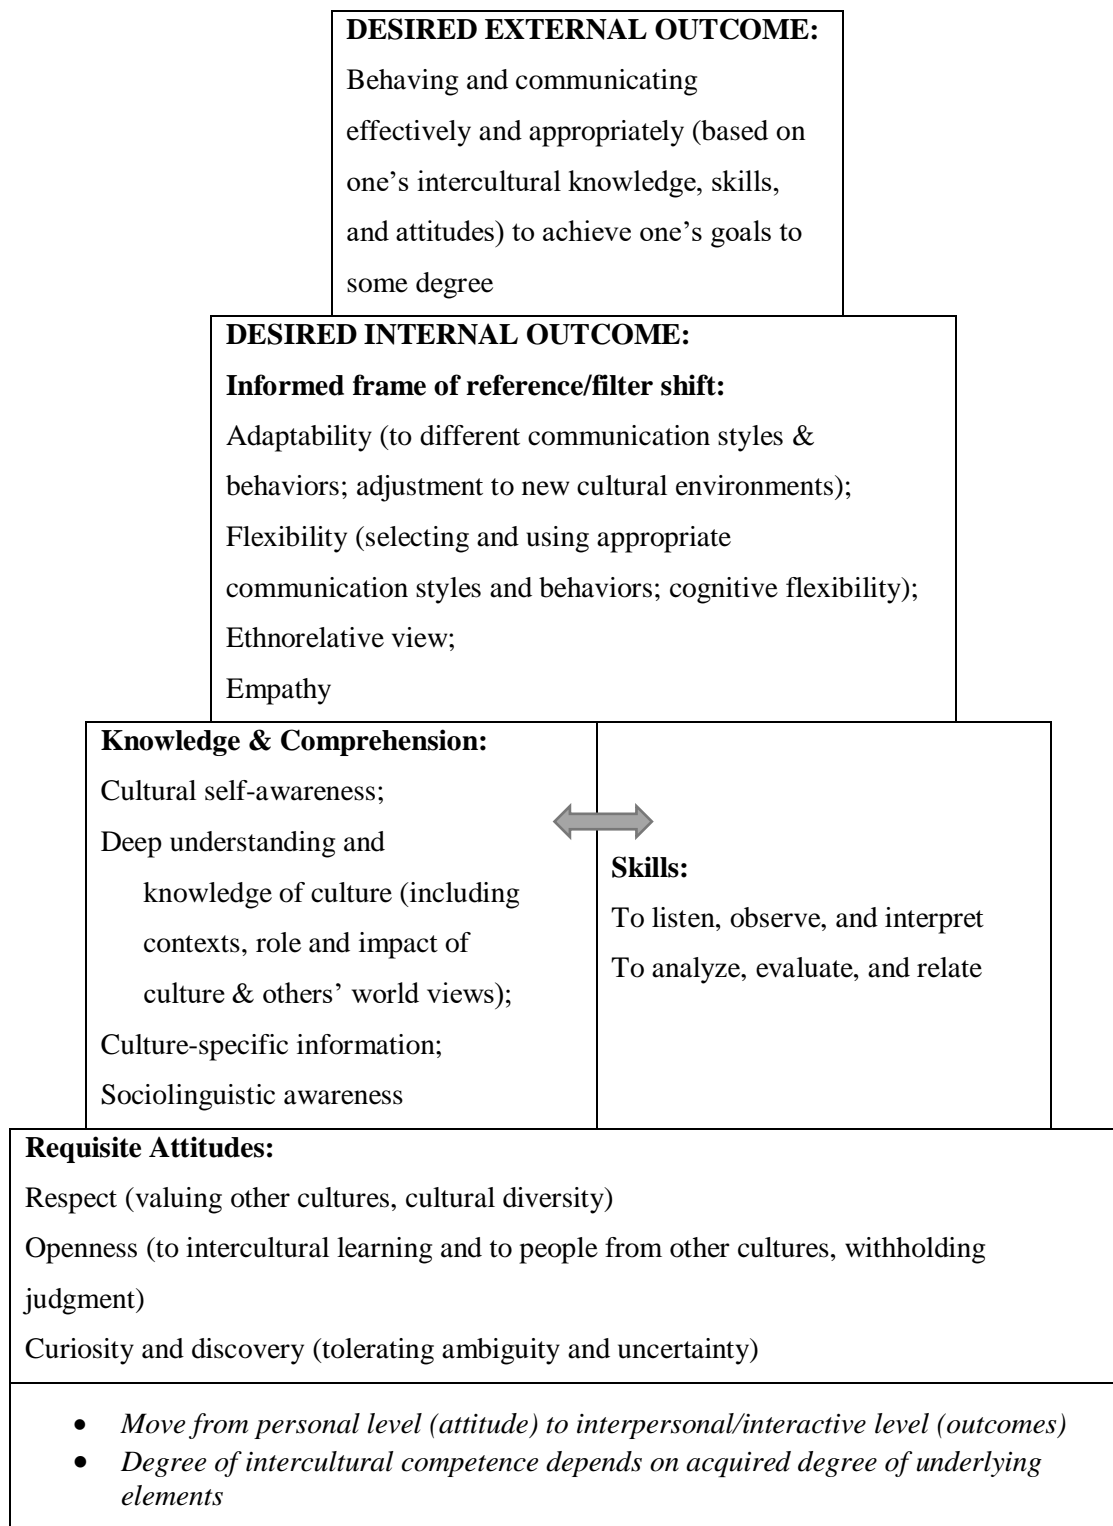 DESIRED EXTERNAL OUTCOME:
Behaving and communicating
effectively and appropriately (based on
one’s intercultural knowledge, skills,
and attitudes) to achieve one’s goals to
some degree
DESIRED INTERNAL OUTCOME:
Informed frame of reference/filter shift:
Adaptability (to different communication styles &
behaviors; adjustment to new cultural environments);
Flexibility (selecting and using appropriate
communication styles and behaviors; cognitive flexibility);
Ethnorelative view;
Empathy
Knowledge & Comprehension:
Cultural self-awareness;
Deep understanding and
knowledge of culture (including
contexts, role and impact of
culture & others’ world views);
Culture-specific information;
Sociolinguistic awareness
Skills:
To listen, observe, and interpret
To analyze, evaluate, and relate
Requisite Attitudes:
Respect (valuing other cultures, cultural diversity)
Openness (to intercultural learning and to people from other cultures, withholding
judgment)
Curiosity and discovery (tolerating ambiguity and uncertainty)
• Move from personal level (attitude) to interpersonal/interactive level (outcomes)
• Degree of intercultural competence depends on acquired degree of underlying
elements